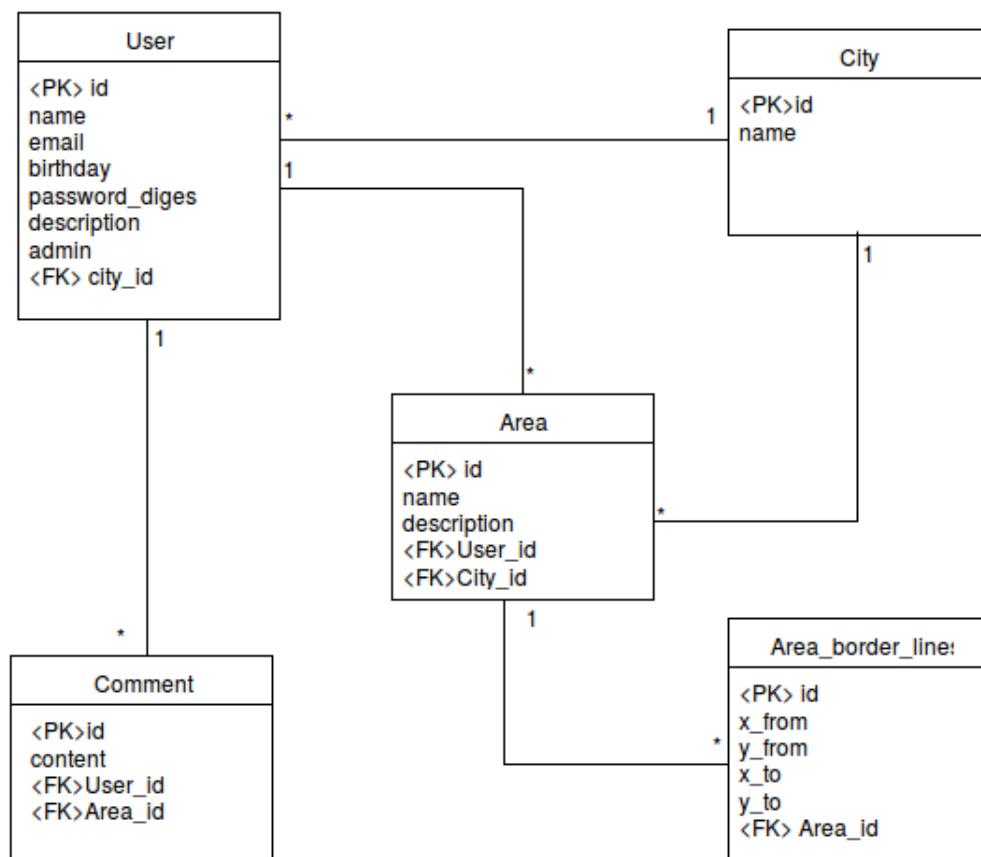 User
<PK> id
name
email
birthday
password_diges
description
admin
<FK> city_id
City
<PK>id
name
*
1
1
1
1
*
*
Area
<PK> id
name
description
<FK>User_id
<FK>City_id
1
*
*
Comment
<PK>id
content
<FK>User_id
<FK>Area_id
Area_border_lines
<PK> id
x_from
y_from
x_to
y_to
<FK> Area_id